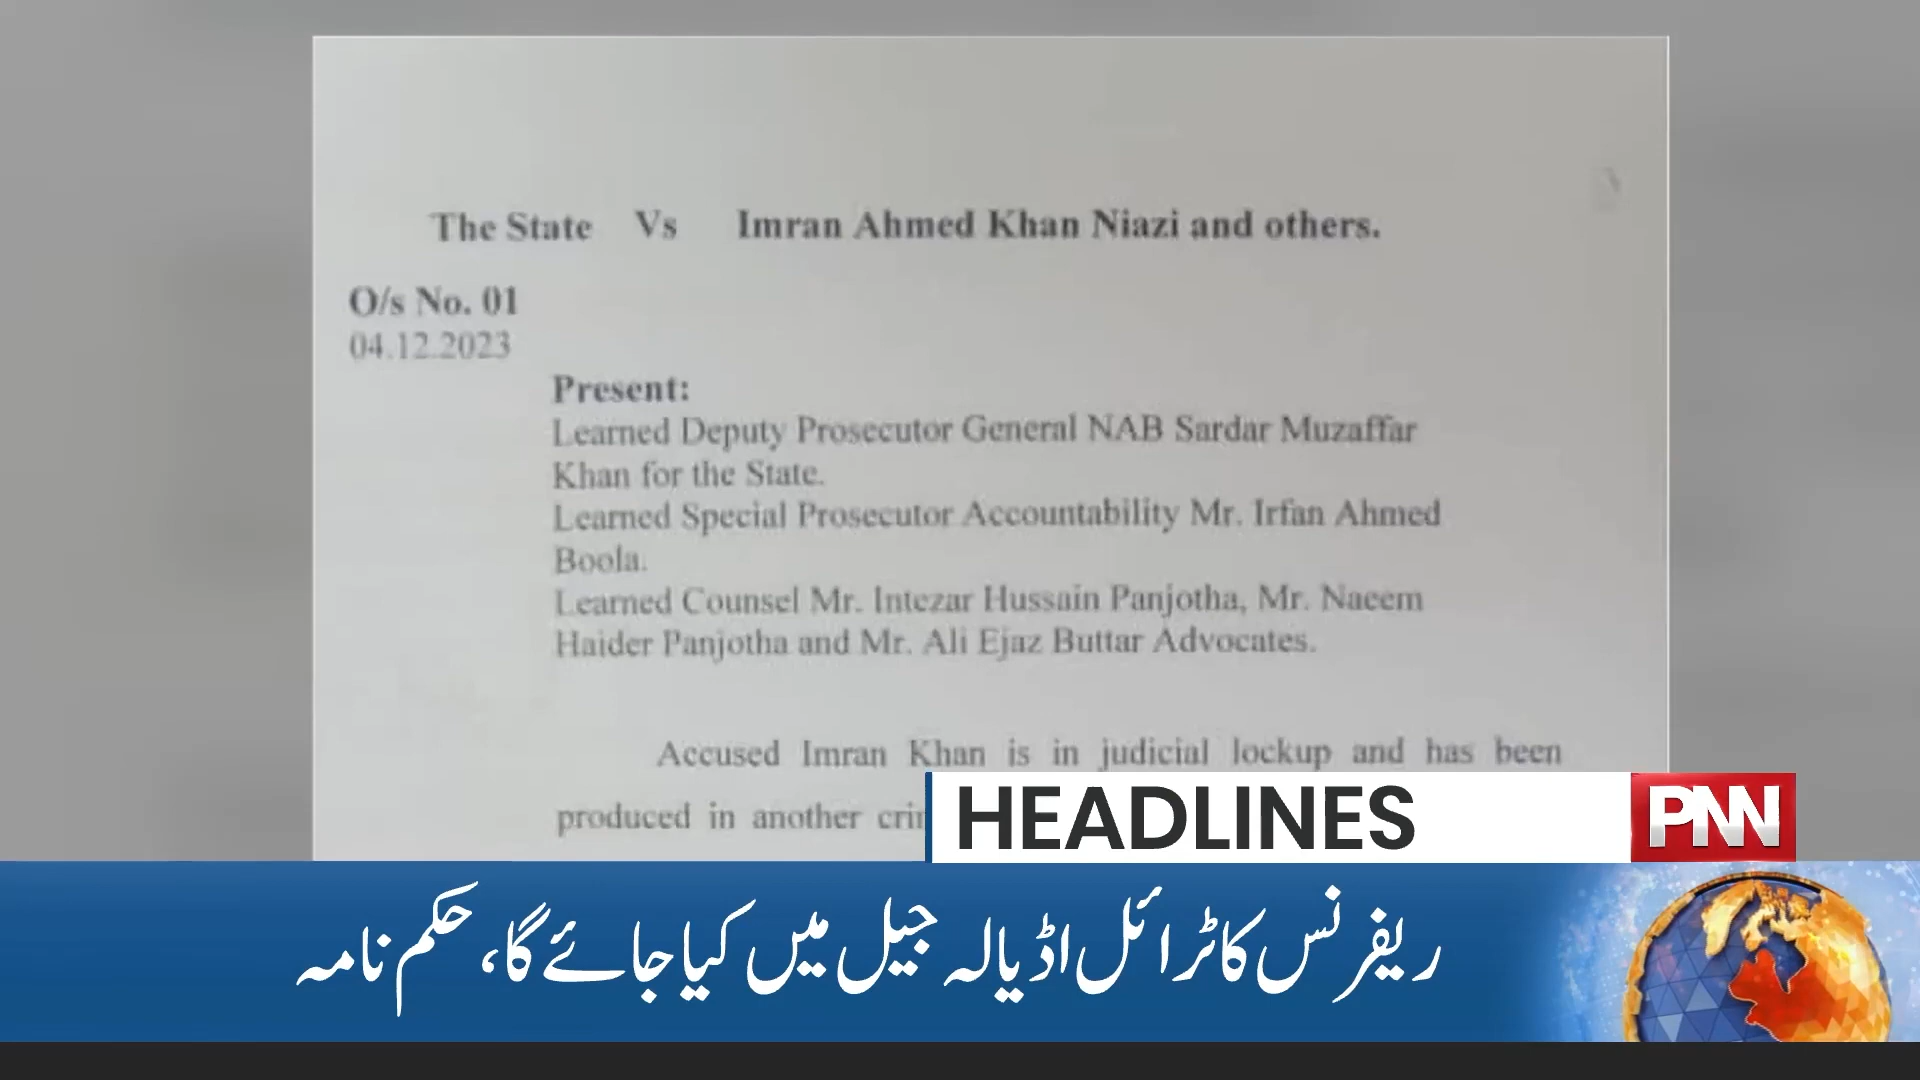 The State Vs Imran Ahmed Khan Niazi and others.
O/s No. 01
04.12.2023
Present:
Learned Deputy Prosecutor General NAB Sardar Muzaffar
Khan for the State.
Learned Special Prosecutor Accountability Mr. Irfan Ahmed
Boola.
Learned Counsel Mr. Intezar Hussain Panjotha, Mr. Naeem
Haider Panjotha and Mr. Ali Ejaz Buttar Advocates.
Accused Imran Khan is in judicial lockup and has been
produced in another
HEADLINES
PNN
ریفرنس کا ٹرائل اڈیالہ جیل میں کیا جائے گا، حکم نامہ